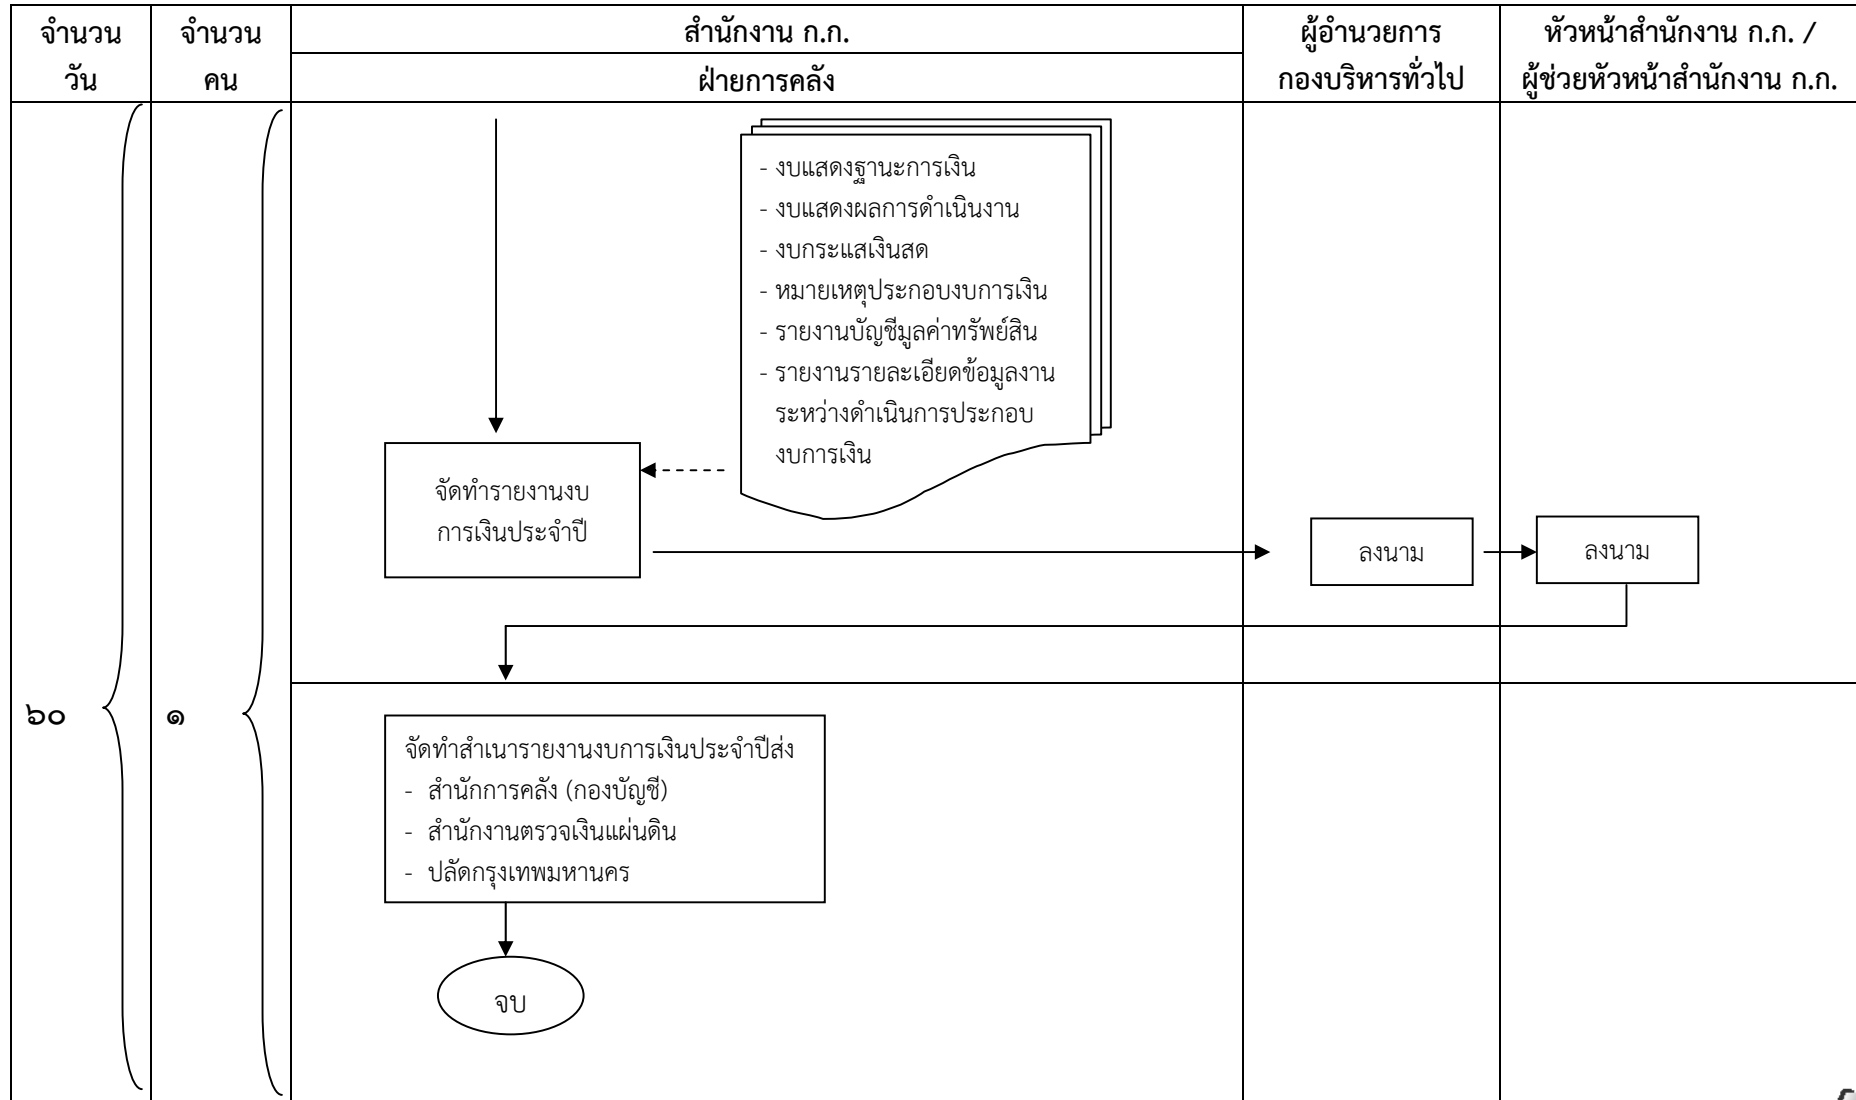 จำนวน
วัน
จำนวน
คน
สำนักงาน ก.ก.
ฝ่ายการคลัง
ผู้อำนวยการ
กองบริหารทั่วไป
หัวหน้าสำนักงาน ก.ก. /
ผู้ช่วยหัวหน้าสำนักงาน ก.ก.
- งบแสดงฐานะการเงิน
- งบแสดงผลการดำเนินงาน
- งบกระแสเงินสด
- หมายเหตุประกอบงบการเงิน
- รายงานบัญชีมูลค่าทรัพย์สิน
- รายงานรายละเอียดข้อมูลงาน
ระหว่างดำเนินการประกอบ
งบการเงิน
จัดทำรายงานงบ
การเงินประจำปี
ลงนาม
ลงนาม
๖๐
๑
จัดทำสำเนารายงานงบการเงินประจำปีส่ง
- สำนักการคลัง (กองบัญชี)
- สำนักงานตรวจเงินแผ่นดิน
- ปลัดกรุงเทพมหานคร
จบ